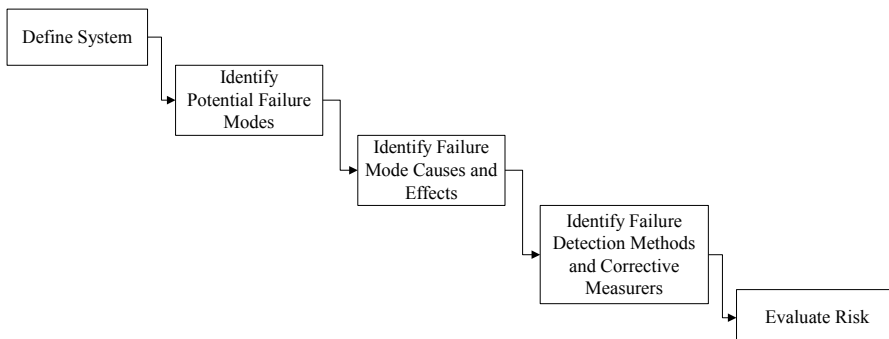 Define System
Identify
Potential Failure
Modes
Identify Failure
Mode Causes and
Effects
Identify Failure
Detection Methods
and Corrective
Measurers
Evaluate Risk